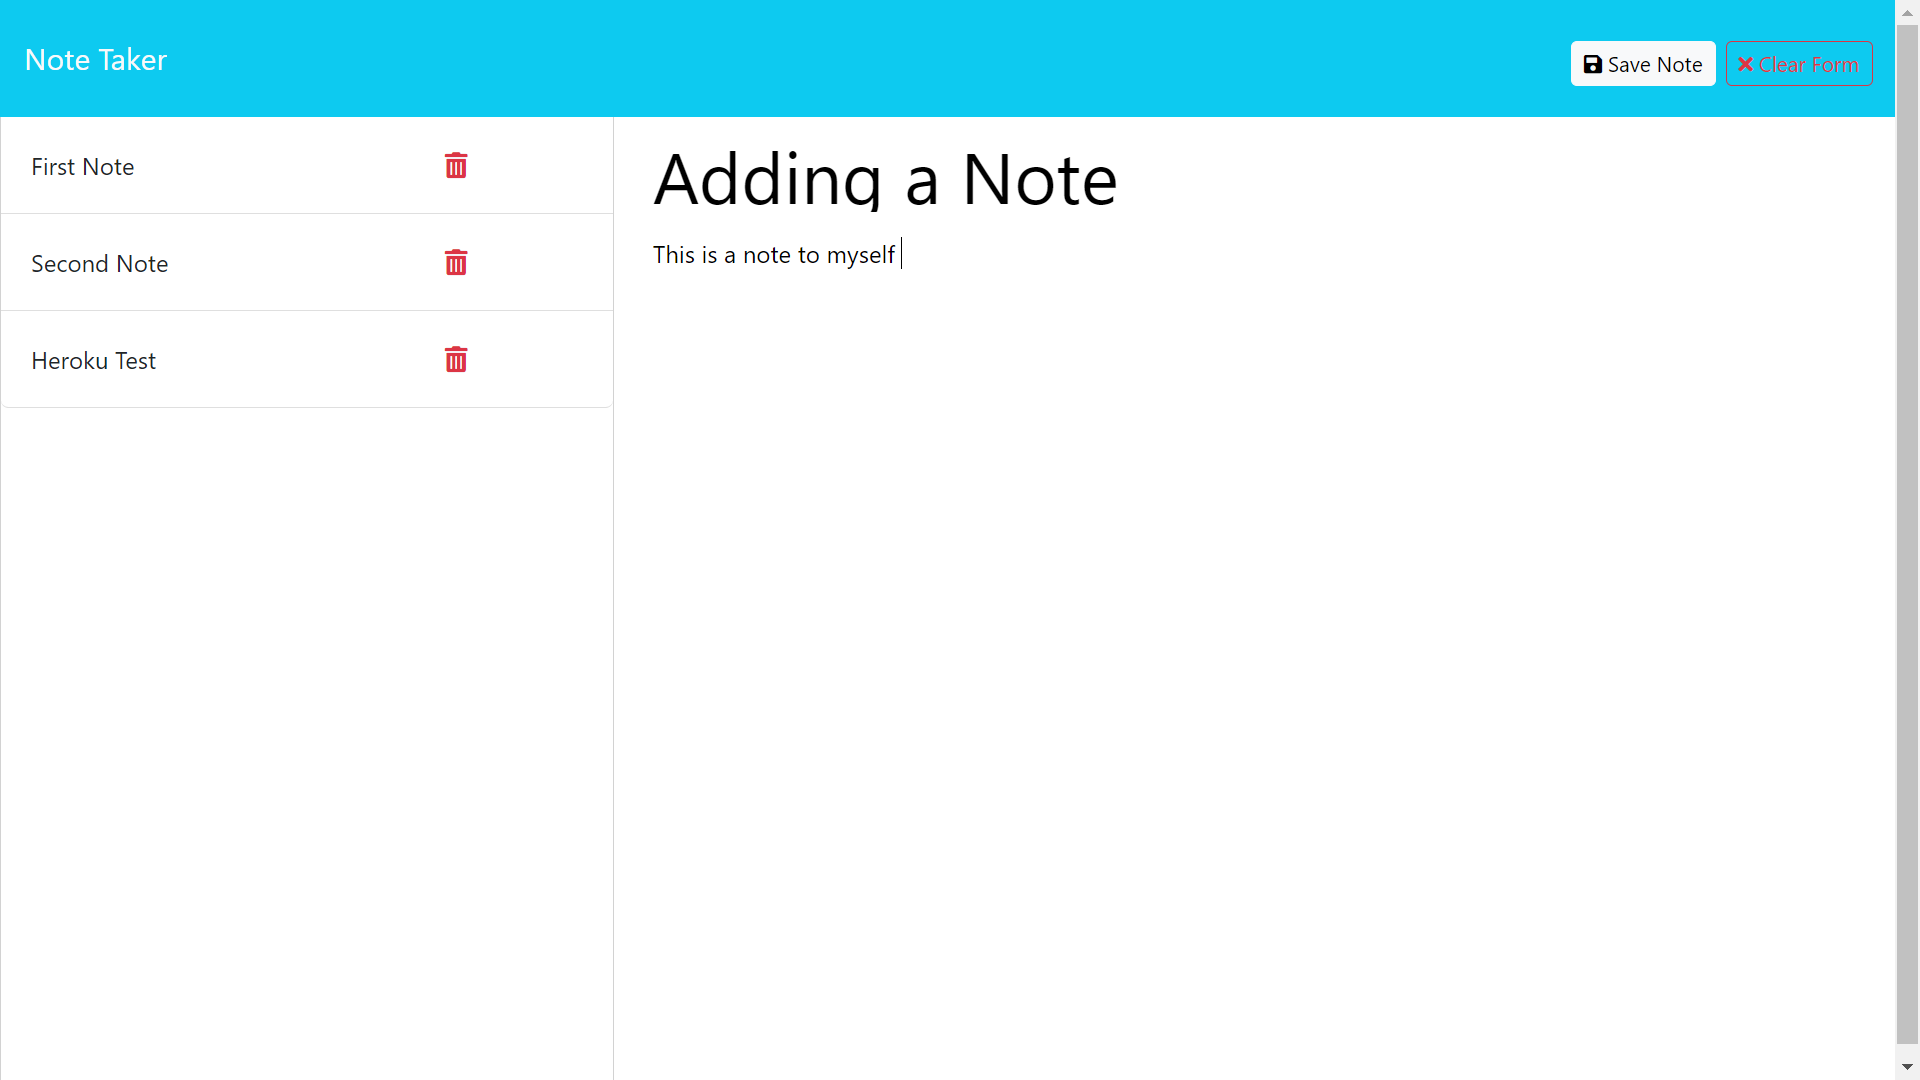 Note Taker
Save Note
Clear Form
First Note
Second Note
Heroku Test
Adding a Note
This is a note to myself